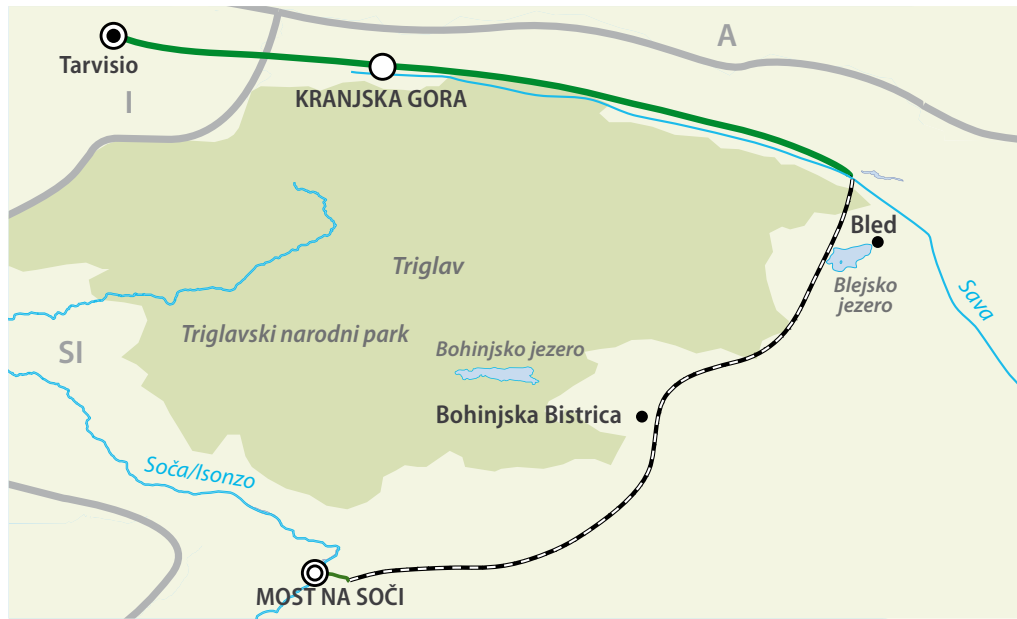 A
Tarvisio
I
KRANJSKA GORA
Bled
Triglav
Blejsko
jezero
Sava
Triglavski narodni park
SI
Bohinjsko jezero
Bohinjska Bistrica
Soča/Isonzo
MOST NA SOČI